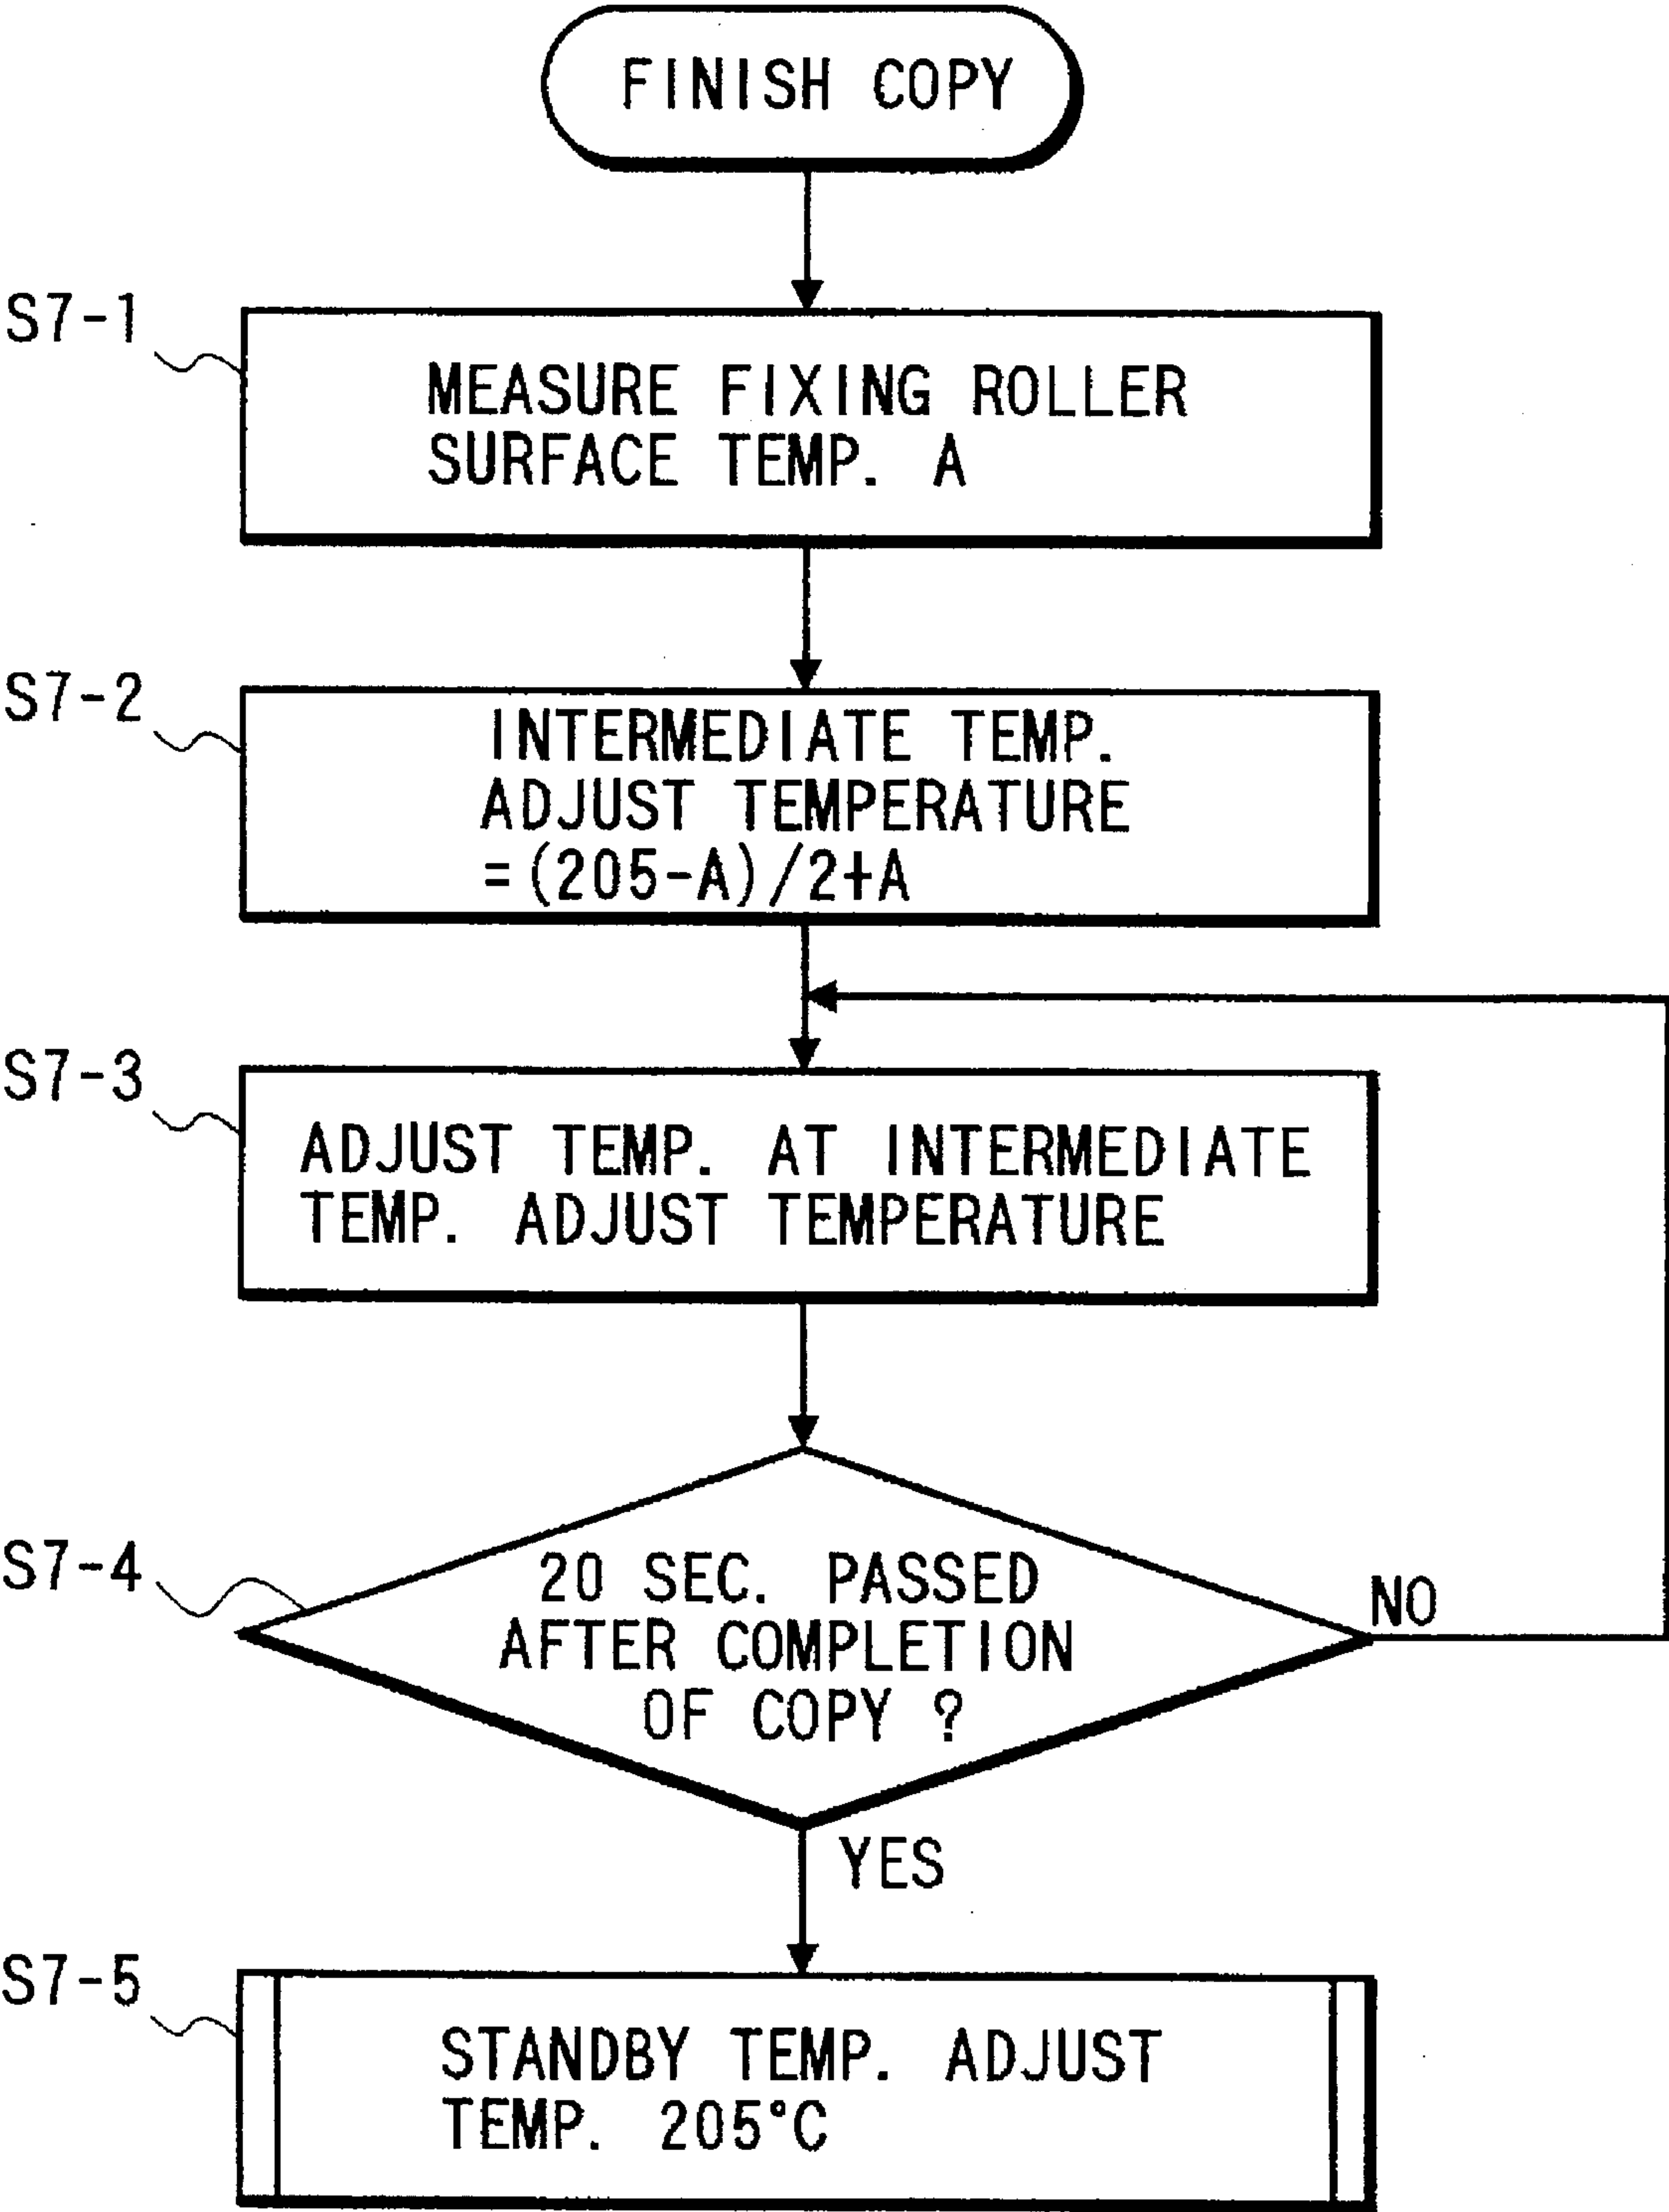 FINISH COPY
S7-1
MEASURE FIXING ROLLER
SURFACE TEMP. A
S7-2
INTERMEDIATE TEMP.
ADJUST TEMPERATURE
=(205-A)/2+A
S7-3
ADJUST TEMP. AT INTERMEDIATE
TEMP. ADJUST TEMPERATURE
S7-4
20 SEC. PASSED
AFTER COMPLETION
OF COPY ?
NO
YES
S7-5
STANDBY TEMP. ADJUST
TEMP. 205°C